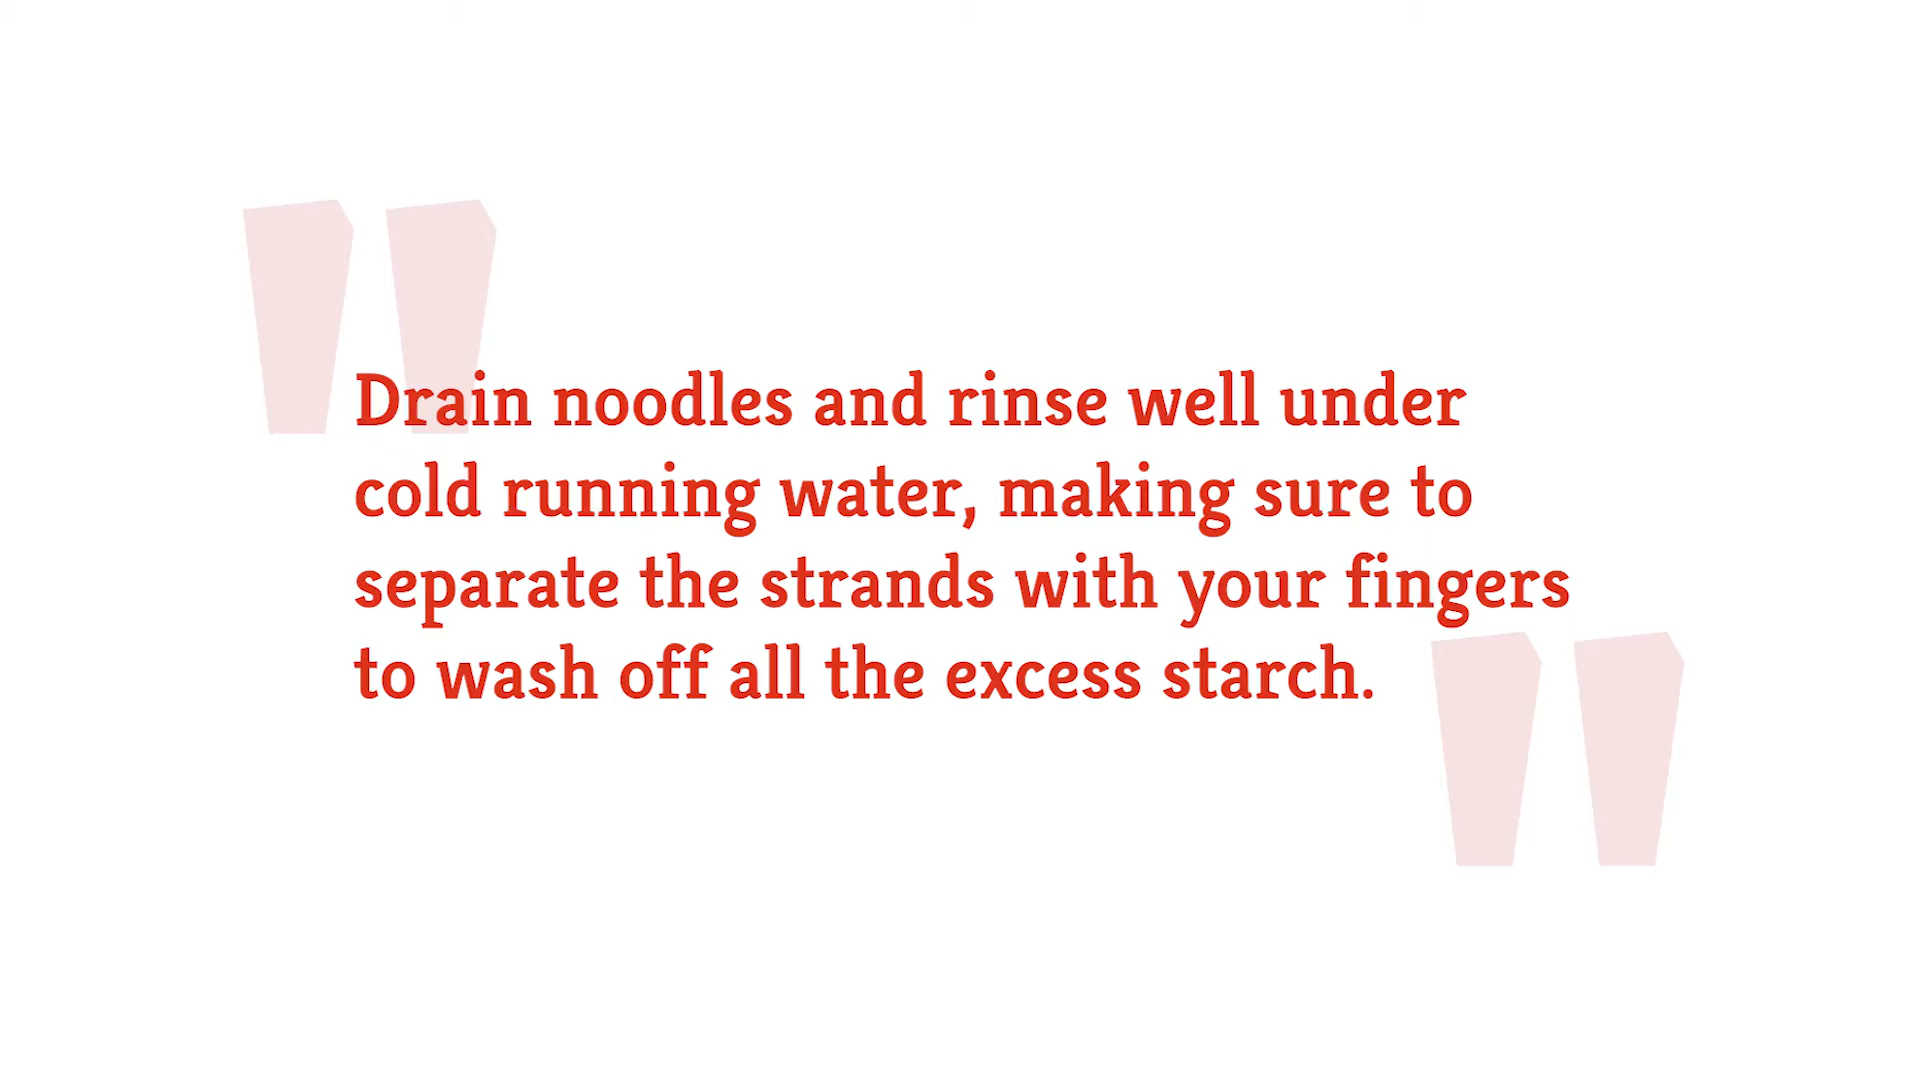 Drain noodles and rinse well under
cold running water, making sure to
separate the strands with your fingers
to wash off all the excess starch.